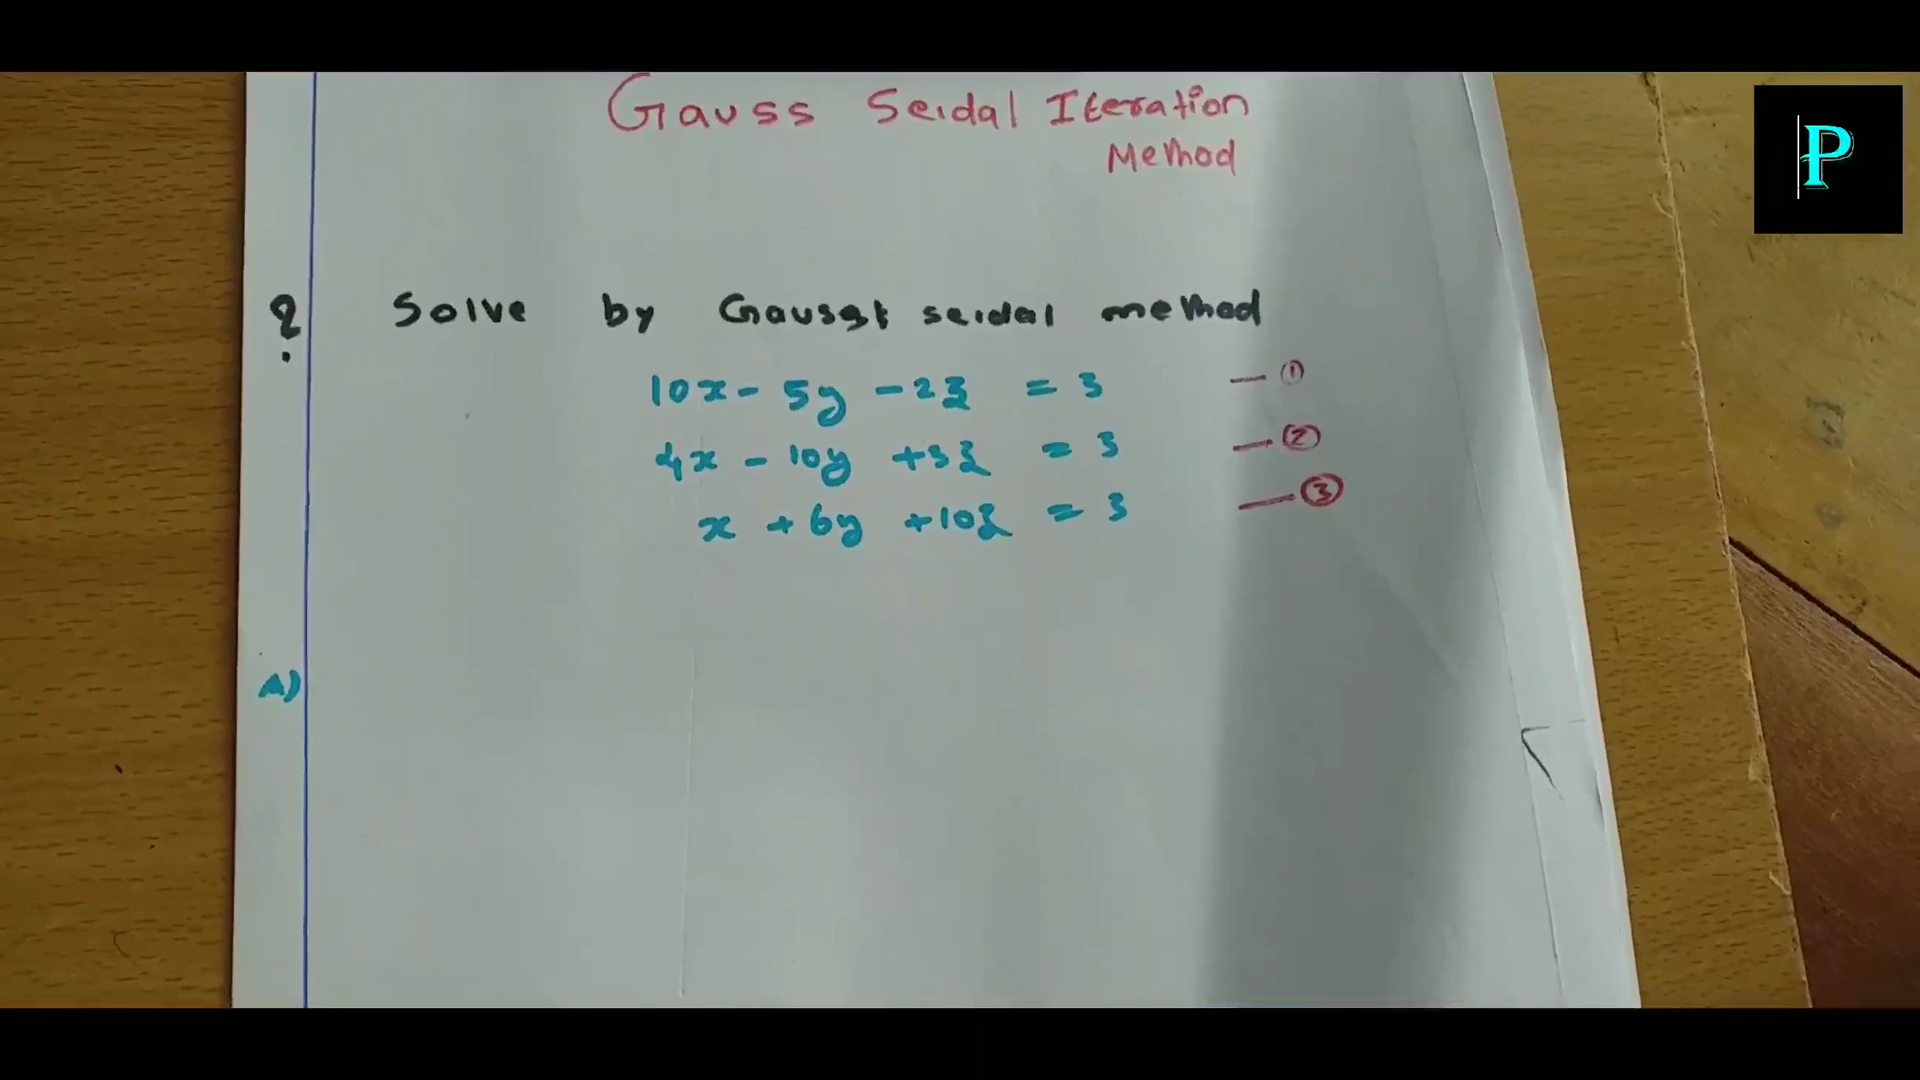 Gauss Seidal Iteration
Method
? Solve by Gauss seidal method
10x - 5y - 2z = 3 — ①
4x - 10y + 3z = 3 — ②
x + 6y + 10z = 3 — ③
A)
P